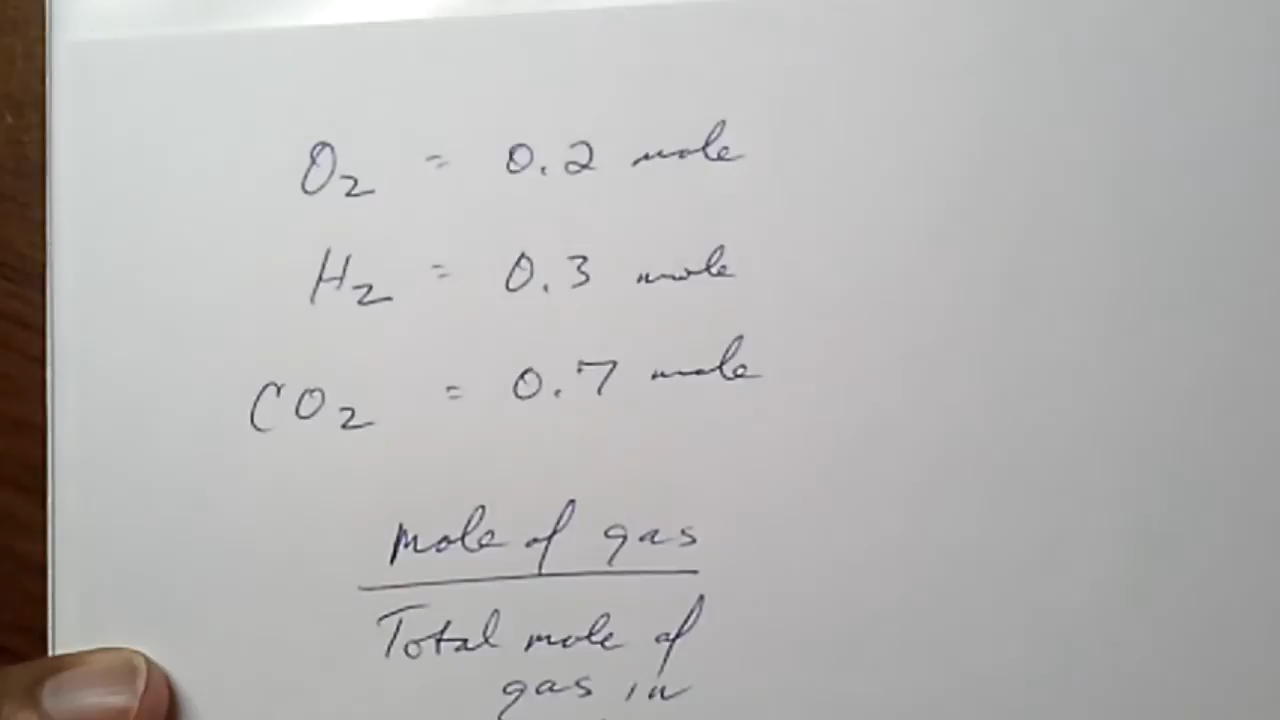 O₂ = 0.2 mole
H₂ = 0.3 mole
CO₂ = 0.7 mole
mole of gas
Total mole of
gas in